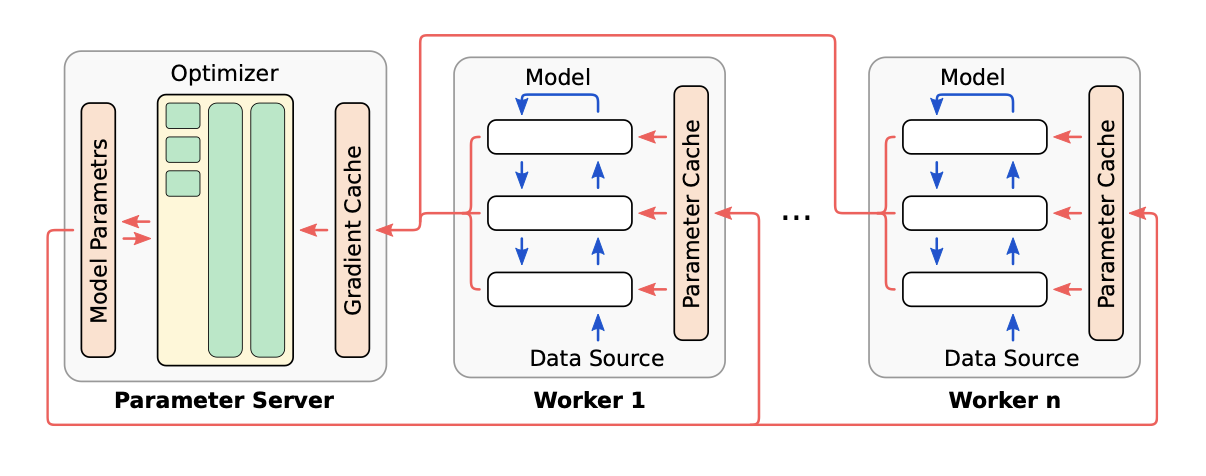 Optimizer
Model Parametrs
Gradient Cache
Parameter Server
Model
Parameter Cache
Data Source
Worker 1
...
Model
Parameter Cache
Data Source
Worker n